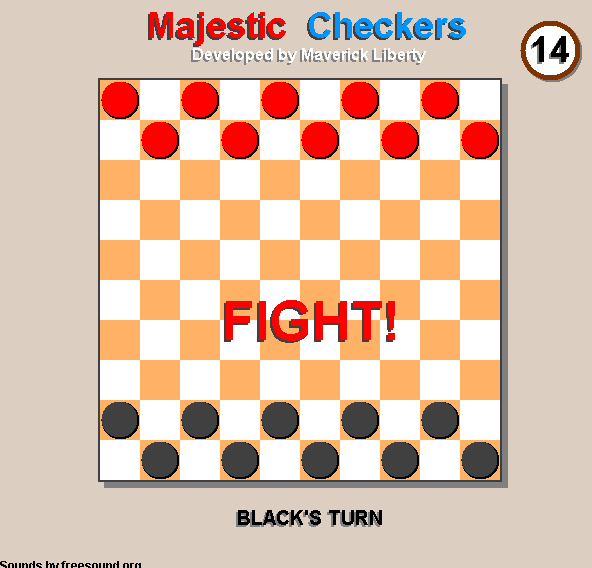 Majestic Checkers
Developed by Maverick Liberty
14
FIGHT!
BLACK'S TURN
Sounds by freesound.org